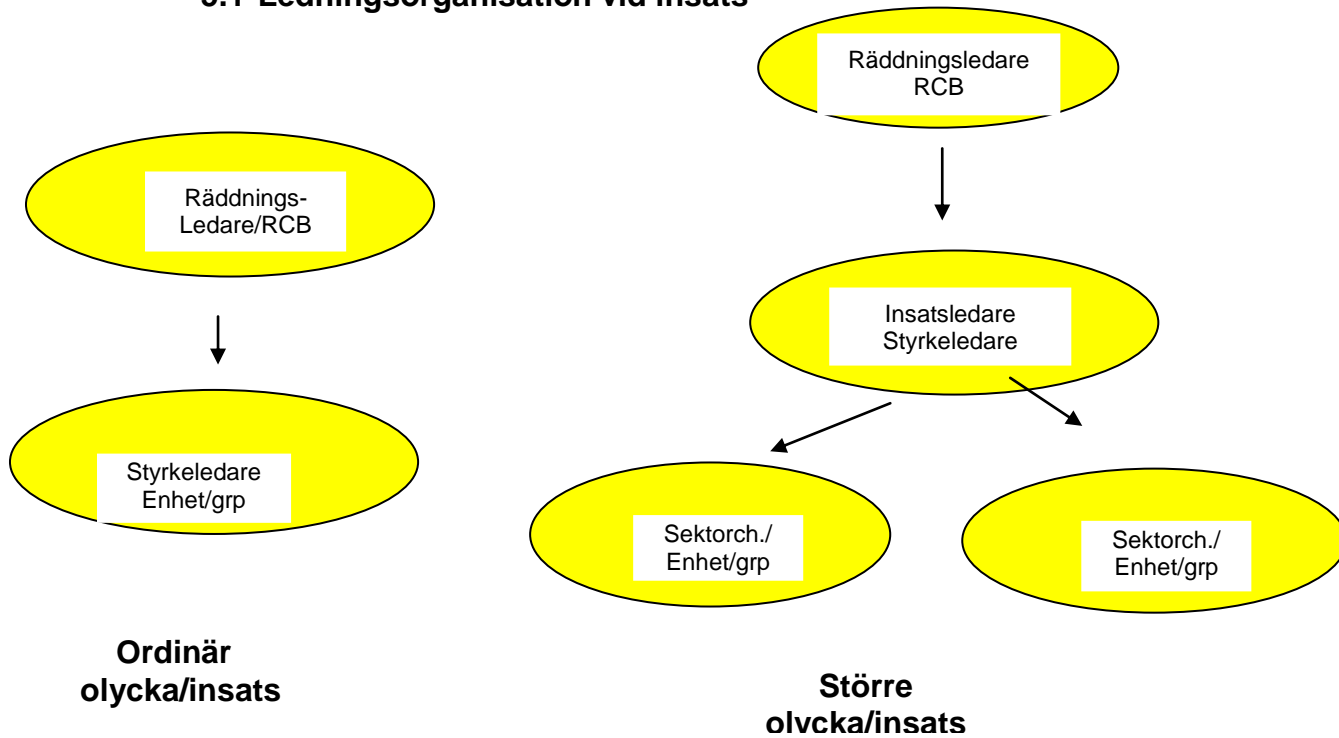 Ledningsorganisation vid insats
Räddnings-
Ledare/RCB
Styrkeledare
Enhet/grp
Ordinär
olycka/insats
Räddningsledare
RCB
Insatsledare
Styrkeledare
Sektorch./
Enhet/grp
Sektorch./
Enhet/grp
Större
olycka/insats